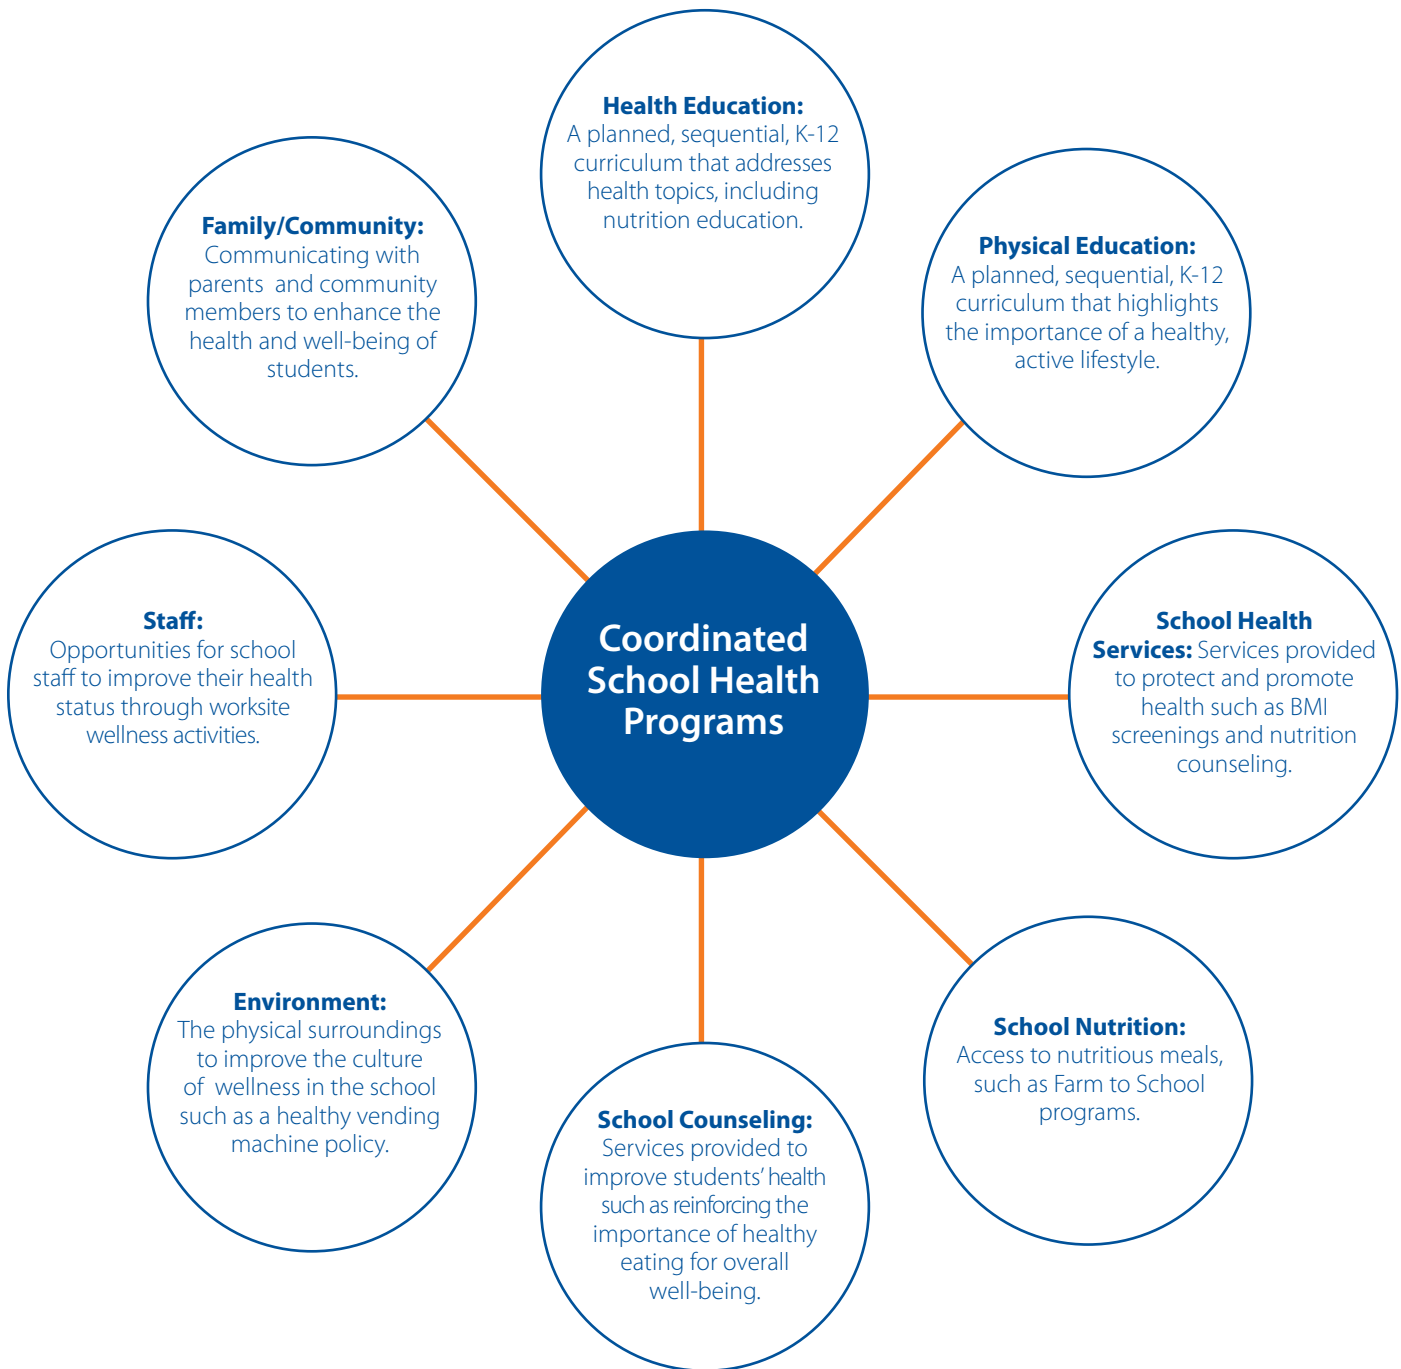 Health Education:
A planned, sequential, K-12
curriculum that addresses
health topics, including
nutrition education.
Physical Education:
A planned, sequential, K-12
curriculum that highlights
the importance of a healthy,
active lifestyle.
School Health
Services: Services provided
to protect and promote
health such as BMI
screenings and nutrition
counseling.
School Nutrition:
Access to nutritious meals,
such as Farm to School
programs.
School Counseling:
Services provided to
improve students’ health
such as reinforcing the
importance of healthy
eating for overall
well-being.
Environment:
The physical surroundings
to improve the culture
of wellness in the school
such as a healthy vending
machine policy.
Staff:
Opportunities for school
staff to improve their health
status through worksite
wellness activities.
Family/Community:
Communicating with
parents and community
members to enhance the
health and well-being of
students.
Coordinated
School Health
Programs